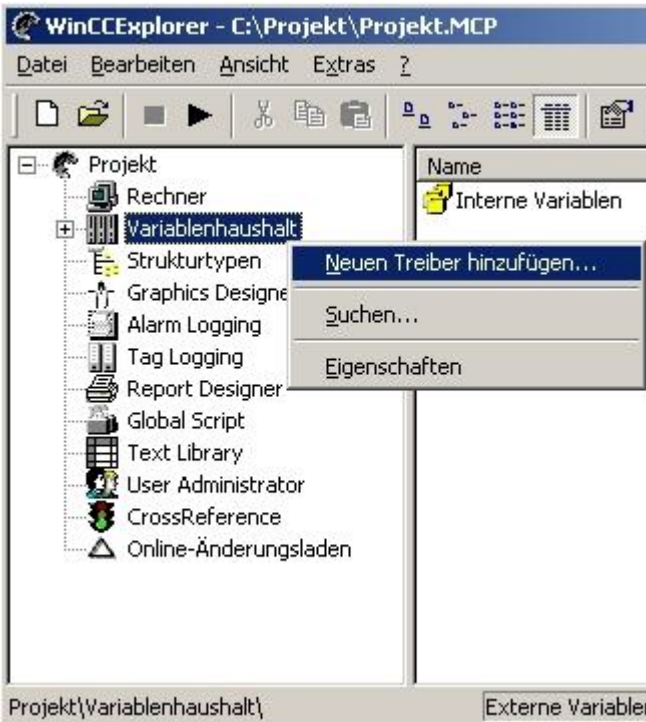 WinCCExplorer - C:\Projekt\Projekt.MCP
Datei Bearbeiten Ansicht Extras ?
Projekt
Rechner
Variablenhaushalt
Strukturtypen
Graphics Designe
Alarm Logging
Tag Logging
Report Designer
Global Script
Text Library
User Administrator
CrossReference
Online-Änderungsladen
Name
Interne Variablen
Neuen Treiber hinzufügen...
Suchen...
Eigenschaften
Projekt\Variablenhaushalt\
Externe Variablen